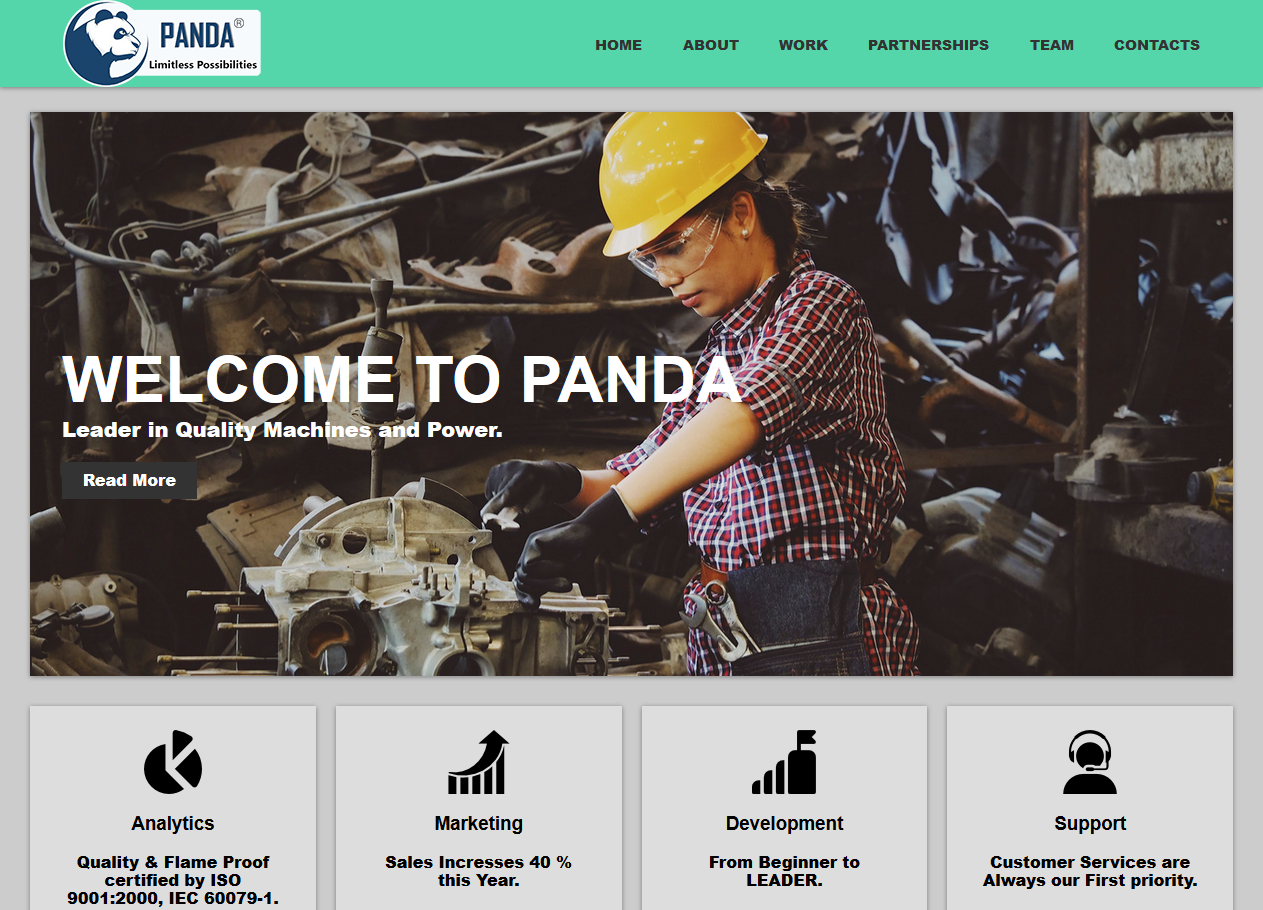 PANDA®
Limitless Possibilities
HOME ABOUT WORK PARTNERSHIPS TEAM CONTACTS
WELCOME TO PANDA
Leader in Quality Machines and Power.
Read More
Analytics
Quality & Flame Proof
certified by ISO
9001:2000, IEC 60079-1.
Marketing
Sales Incresses 40 %
this Year.
Development
From Beginner to
LEADER.
Support
Customer Services are
Always our First priority.